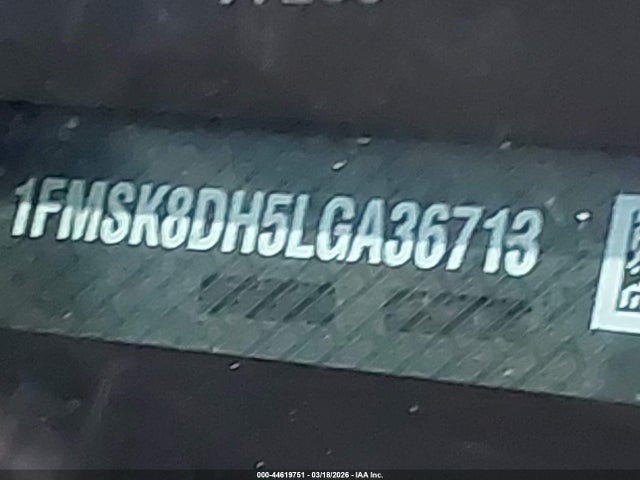 1FMSK8DH5LGA36713
000-44619751 - 03/18/2026 - IAA Inc.